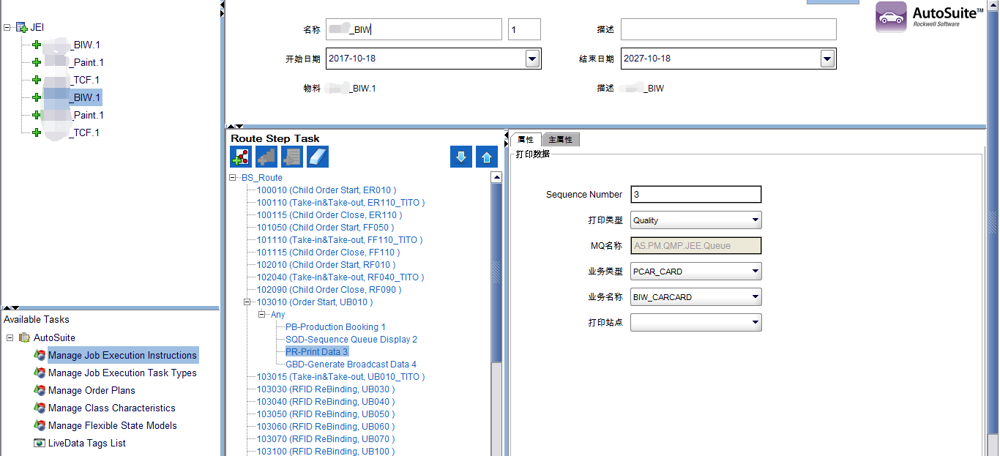 JEI
_BIW.1
_Paint.1
_TCF.1
_BIW.1
_Paint.1
_TCF.1
Available Tasks
AutoSuite
Manage Job Execution Instructions
Manage Job Execution Task Types
Manage Order Plans
Manage Class Characteristics
Manage Flexible State Models
LiveData Tags List
名称 _BIW 1 描述
开始日期 2017-10-18 结束日期 2027-10-18
物料 _BIW.1 描述 _BIW
AutoSuite™
Rockwell Software
Route Step Task
BS_Route
100010 (Child Order Start, ER010 )
100110 (Take-in&Take-out, ER110_TITO )
100115 (Child Order Close, ER110 )
101050 (Child Order Start, FF050 )
101110 (Take-in&Take-out, FF110_TITO )
101115 (Child Order Close, FF110 )
102010 (Child Order Start, RF010 )
102040 (Take-in&Take-out, RF040_TITO )
102090 (Child Order Close, RF090 )
103010 (Order Start, UB010 )
Any
PB-Production Booking 1
SQD-Sequence Queue Display 2
PR-Print Data 3
GBD-Generate Broadcast Data 4
103015 (Take-in&Take-out, UB010_TITO )
103030 (RFID ReBinding, UB030 )
103040 (RFID ReBinding, UB040 )
103050 (RFID ReBinding, UB050 )
103060 (RFID ReBinding, UB060 )
103070 (RFID ReBinding, UB070 )
103100 (RFID ReBinding, UB100 )
属性 主属性
打印数据
Sequence Number 3
打印类型 Quality
MQ名称 AS.PM.QMP.JEE.Queue
业务类型 PCAR_CARD
业务名称 BIW_CARCARD
打印站点